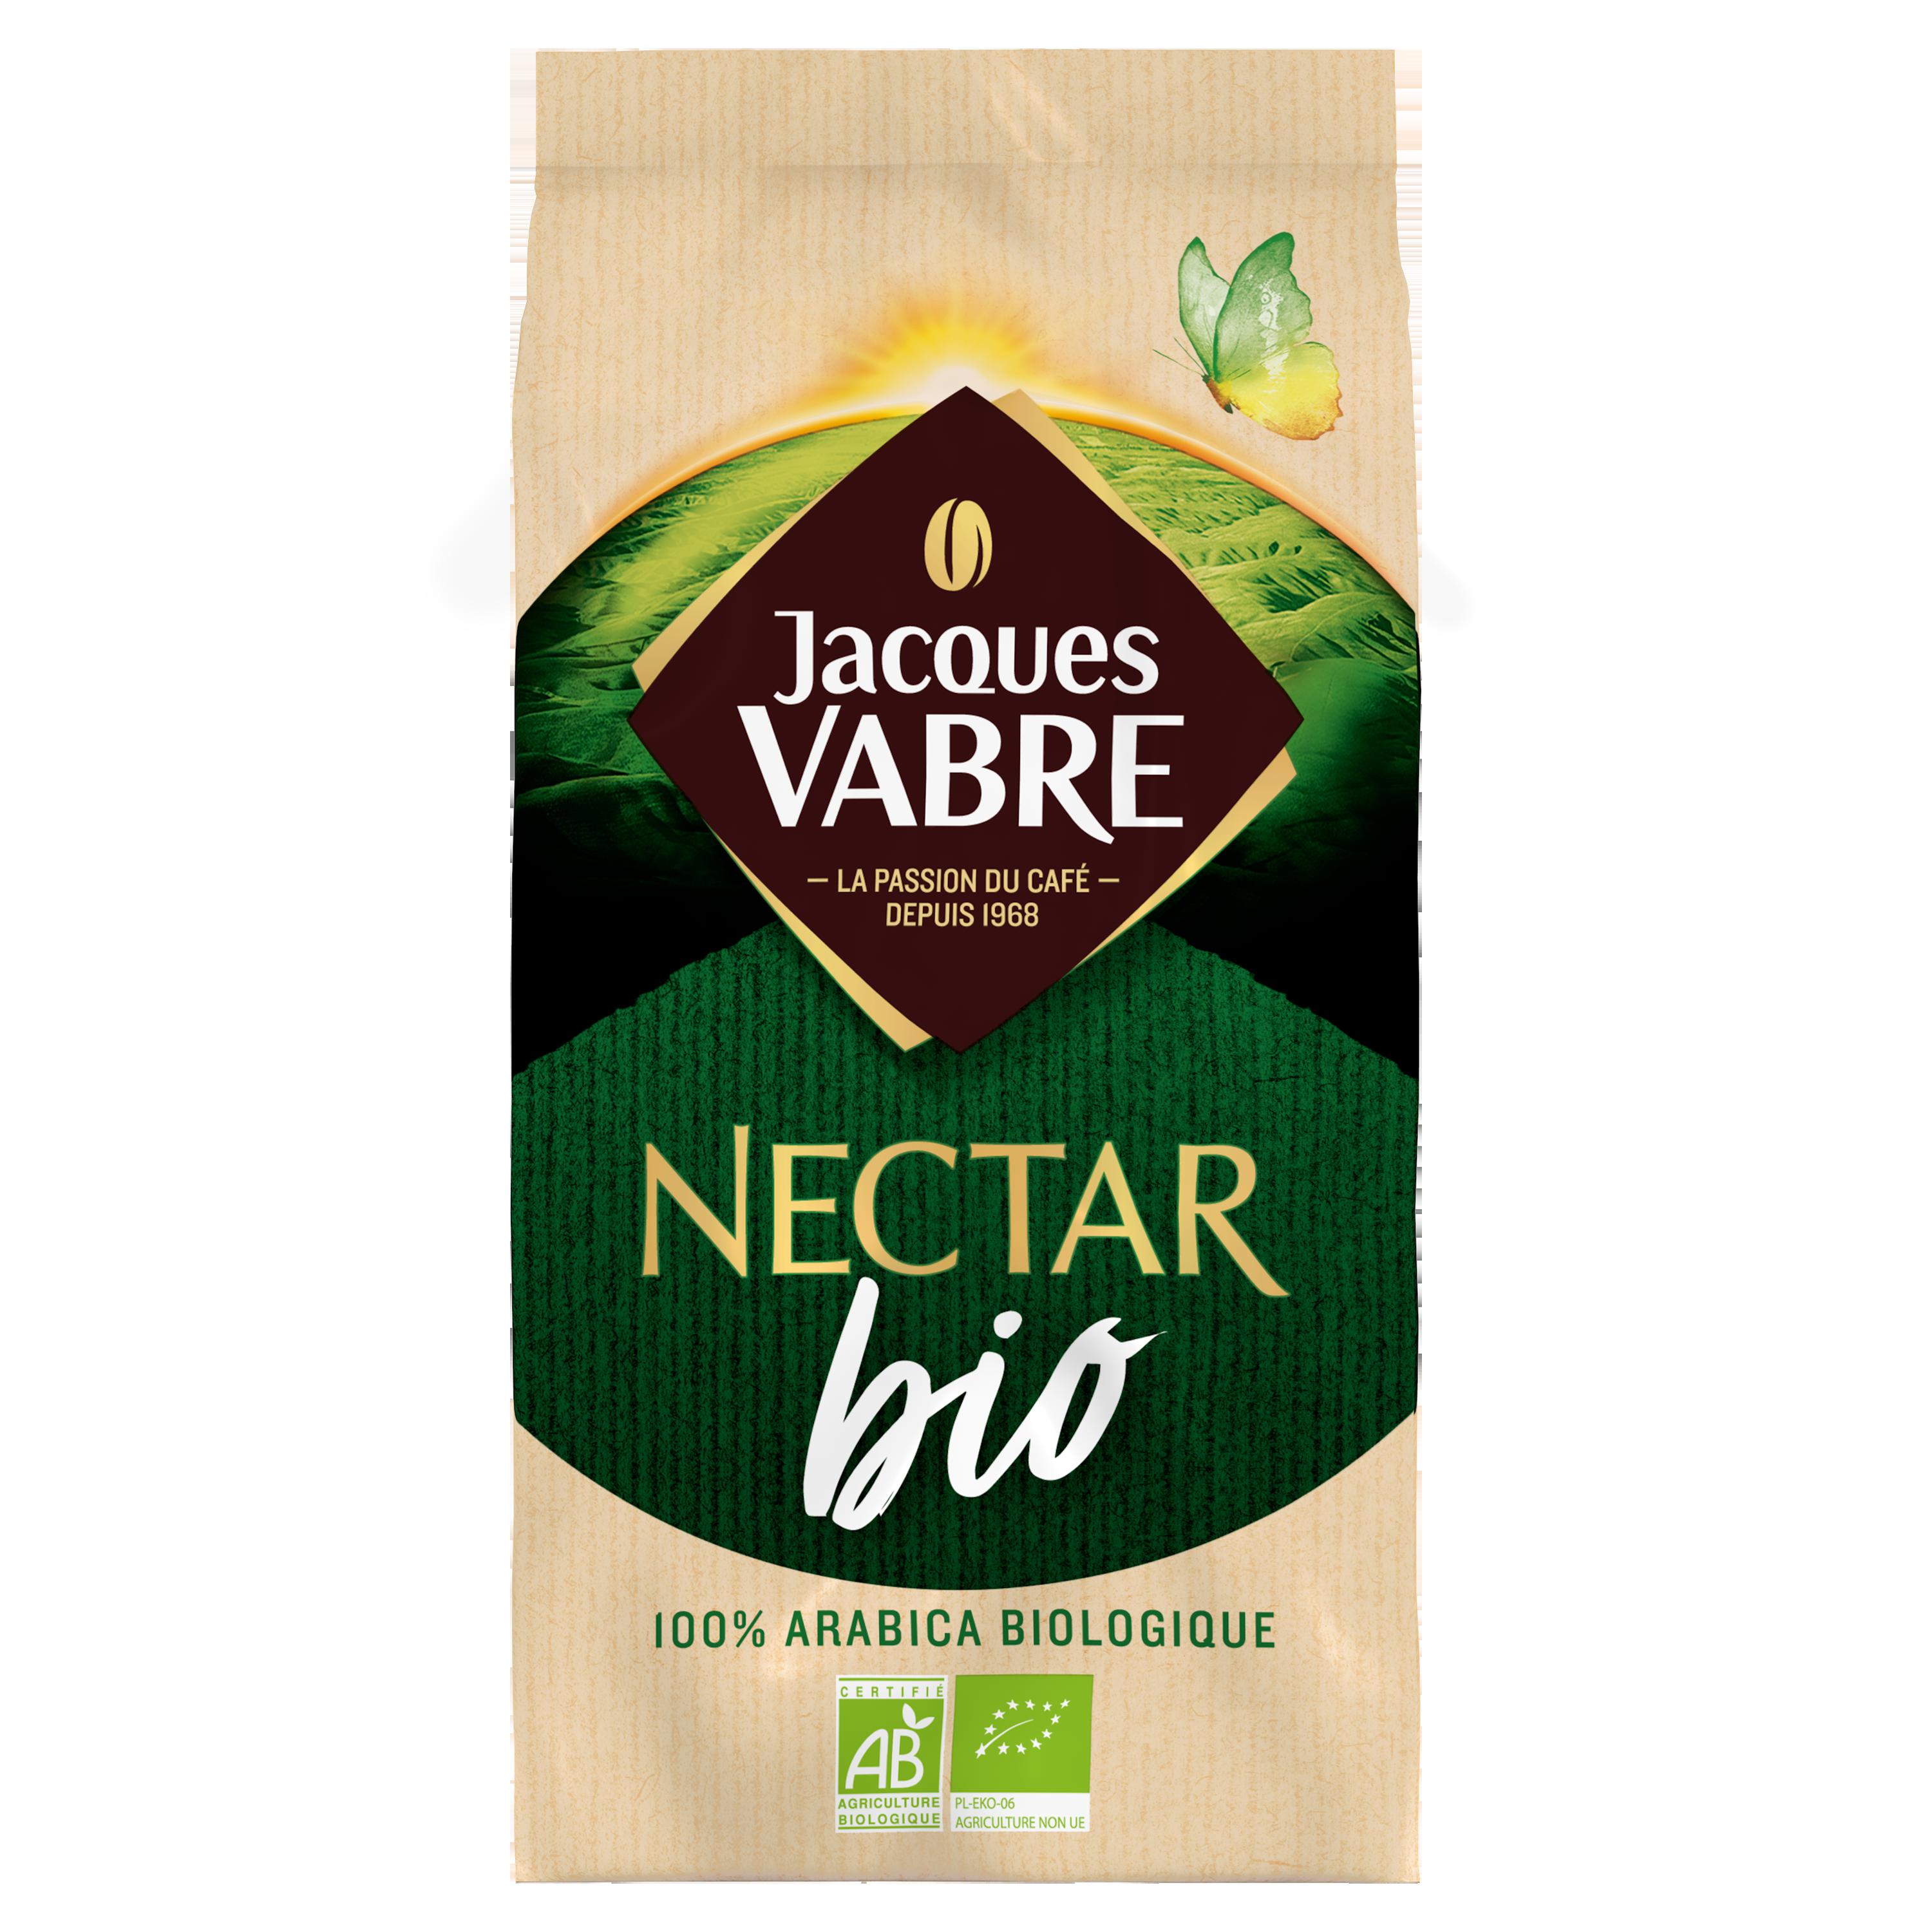 Jacques
VABRE
– LA PASSION DU CAFÉ –
DEPUIS 1968
NECTAR
bio
100% ARABICA BIOLOGIQUE
CERTIFIÉ
AB
AGRICULTURE
BIOLOGIQUE
PL-EKO-06
AGRICULTURE NON UE